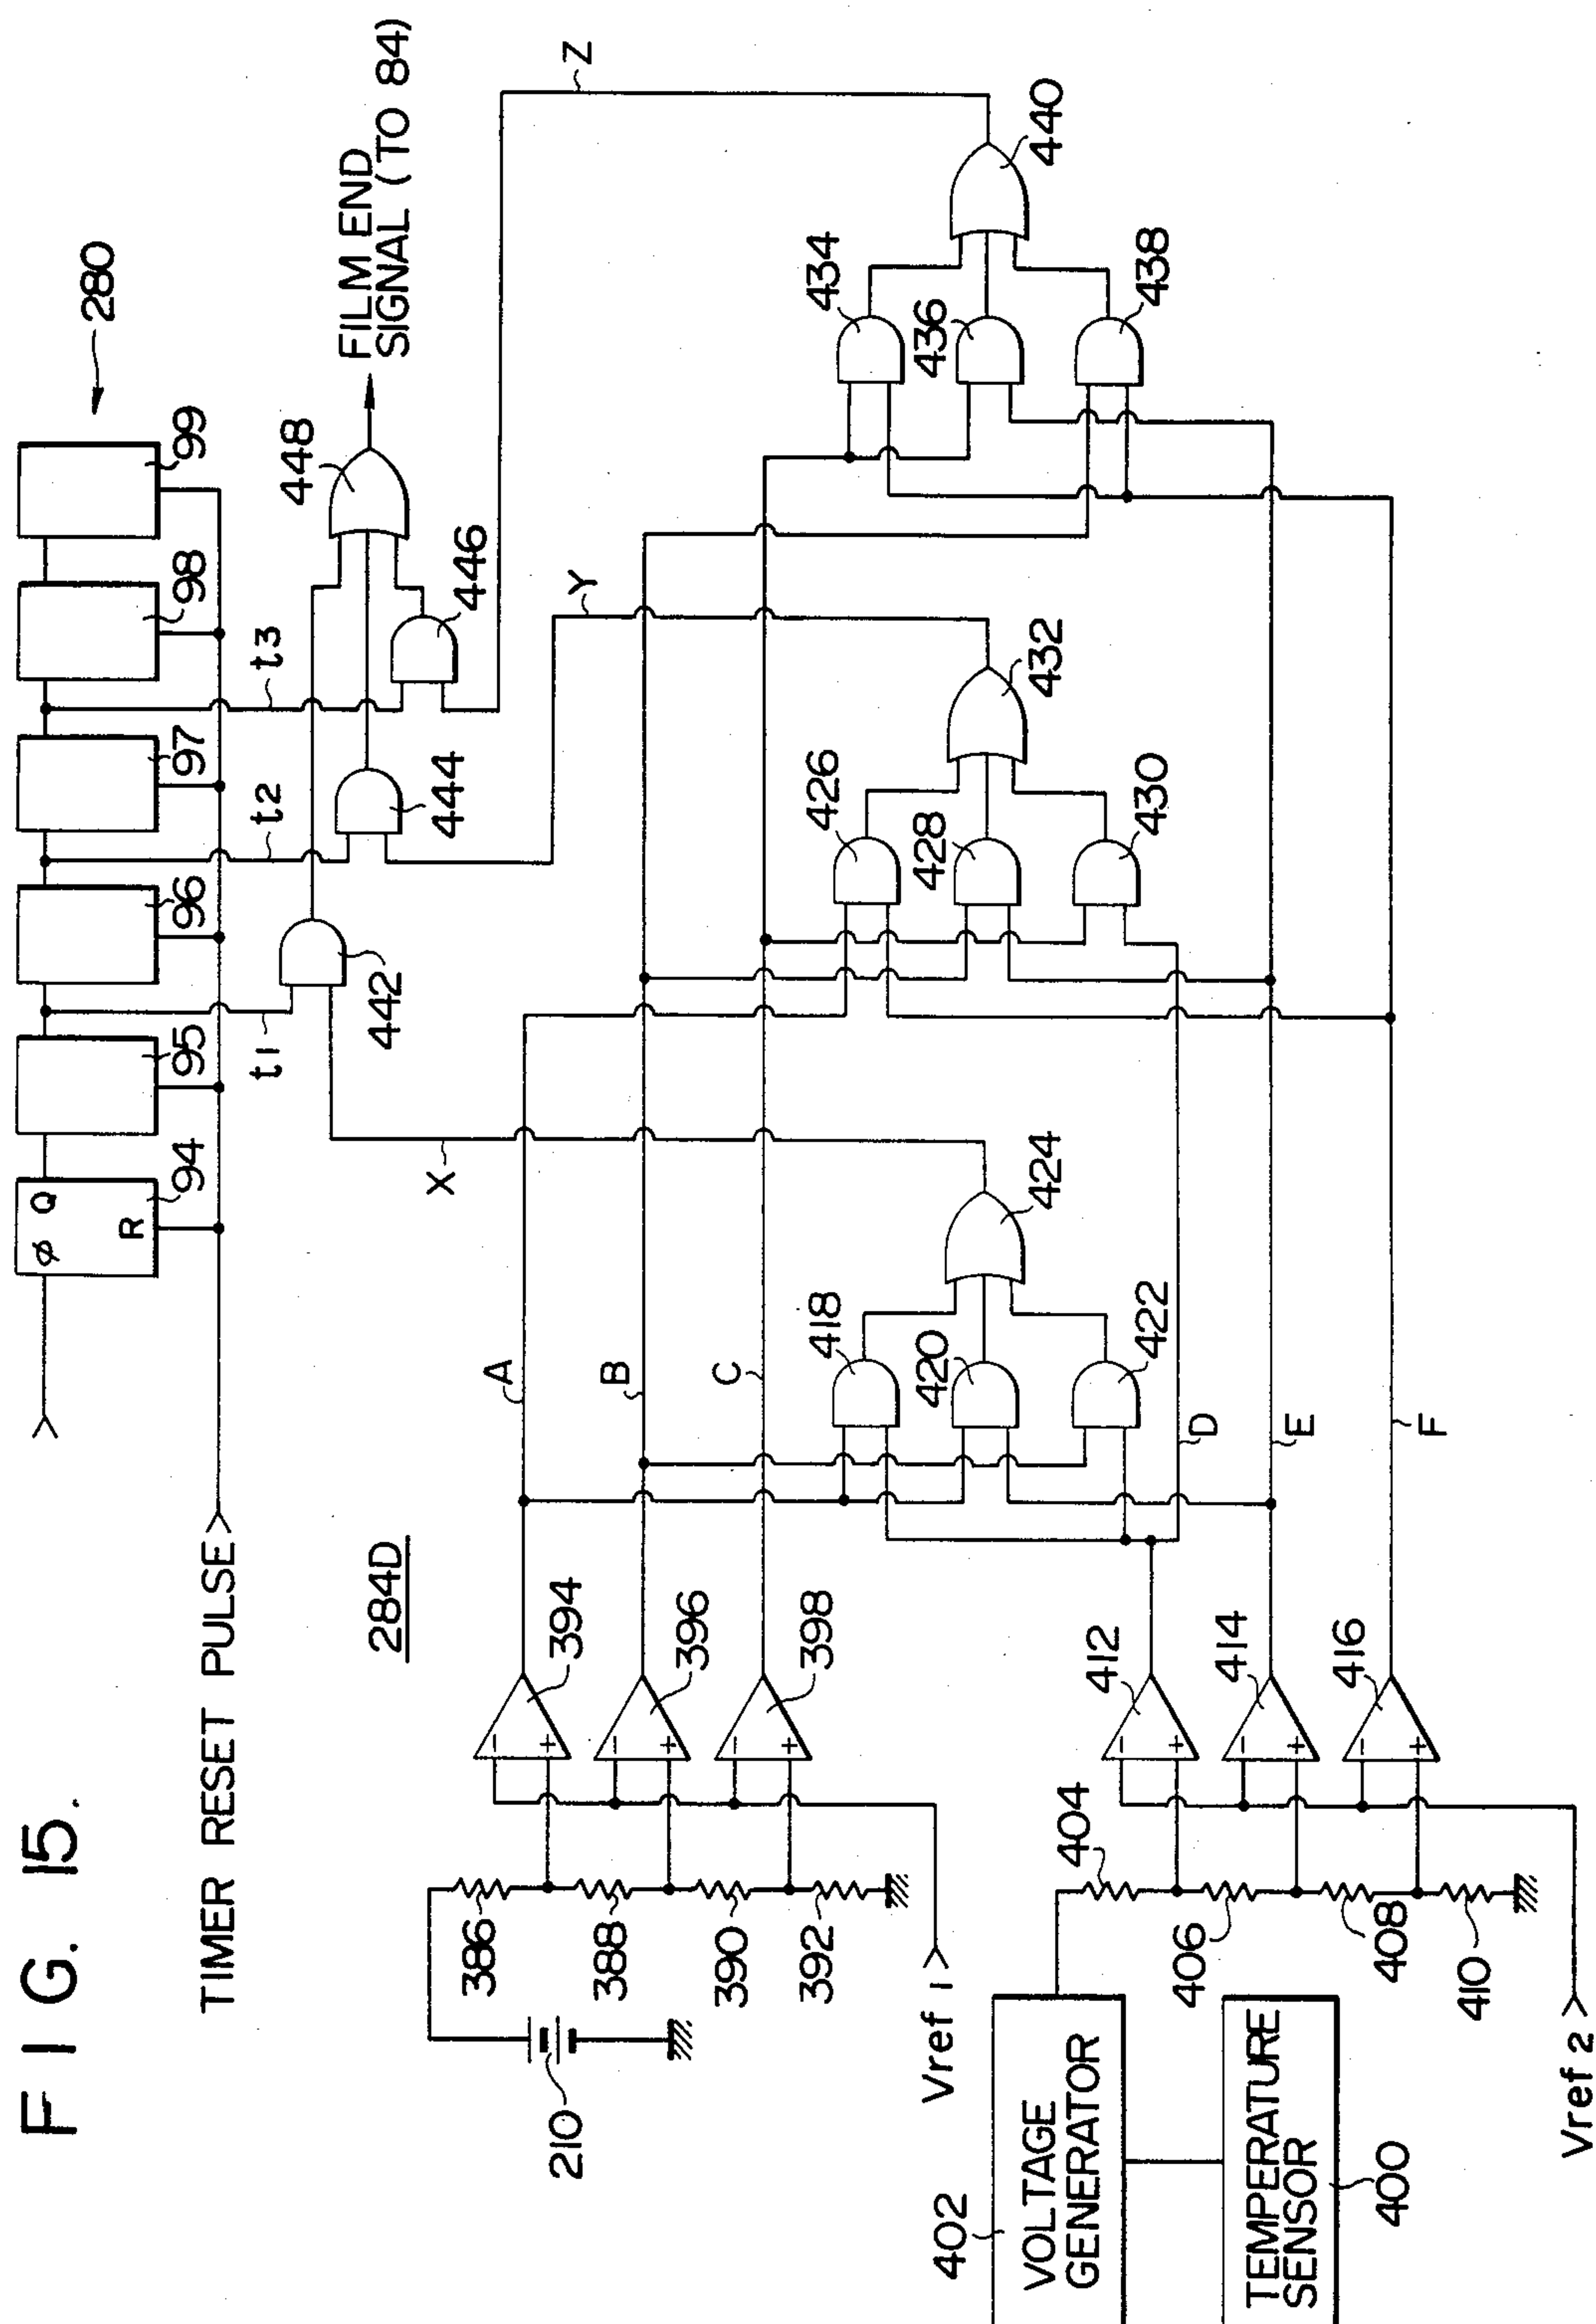 F I G. 15.
280
94
95
96
97
98
99
φ Q
R
TIMER RESET PULSE
t1
t2
t3
442
444
446
448
FILM END
SIGNAL (TO 84)
X
Y
Z
284D
A
B
C
D
E
F
210
386
388
390
392
394
396
398
Vref 1
418
420
422
424
426
428
430
432
434
436
438
440
402
VOLTAGE
GENERATOR
TEMPERATURE
SENSOR
400
404
406
408
410
412
414
416
Vref 2
- +
- +
- +
- +
- +
- +